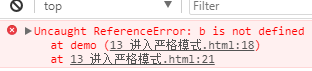 top
Filter
Uncaught ReferenceError: b is not defined
at demo (13 进入严格模式.html:18)
at 13 进入严格模式.html:21